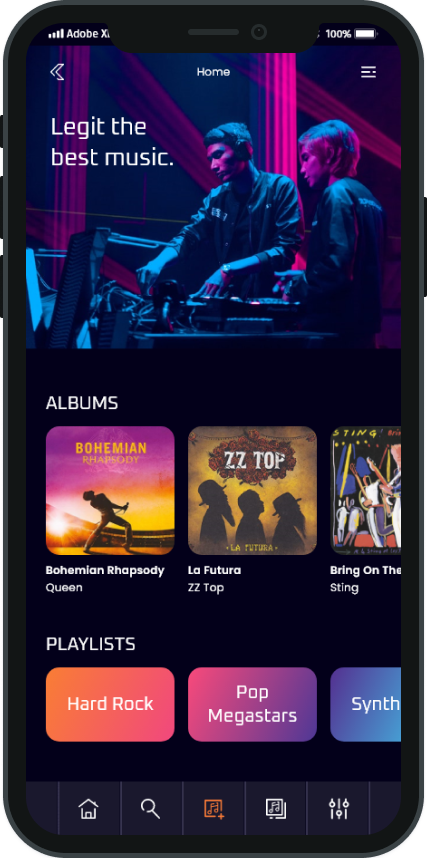 Adobe
100%
Home
Legit the
best music.
ALBUMS
BOHEMIAN
RHAPSODY
ZZ TOP
LA FUTURA
STING
Bohemian Rhapsody
La Futura
Bring On The
Queen
ZZ Top
Sting
PLAYLISTS
Hard Rock
Pop
Megastars
Synth